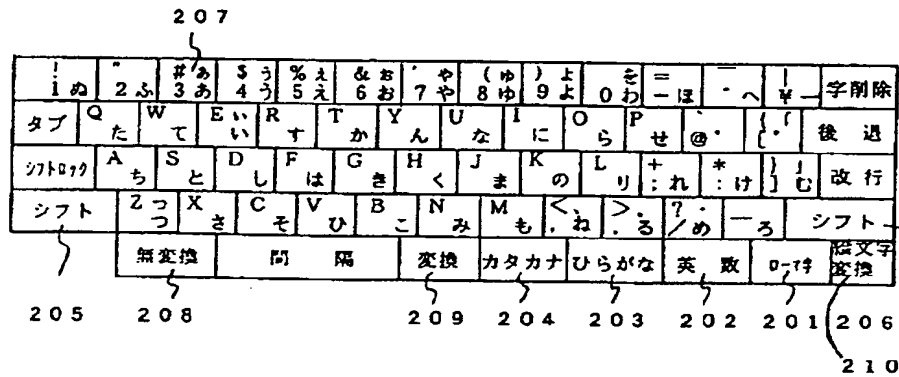 207
! 1 ぬ " 2 ふ # ぁ 3 あ $ ぅ 4 う % ぇ 5 え & ぉ 6 お ' ゃ 7 や ( ゅ 8 ゆ ) ょ 9 よ を 0 わ = - ほ ‾ ・ へ | ¥ ー 字削除
タブ Q た W て E ぃ い R す T か Y ん U な I に O ら P せ ` @ ゛ { 「 [ ゜ 後退
シフトロック A ち S と D し F は G き H く J ま K の L り + ; れ * : け } 」 ] む 改行
シフト Z っ つ X さ C そ V ひ B こ N み M も < 、 , ね > 。 . る ? ・ / め _ ろ シフト
無変換 間隔 変換 カタカナ ひらがな 英数 ローマ字 絵文字変換
205 208 209 204 203 202 201 206
210